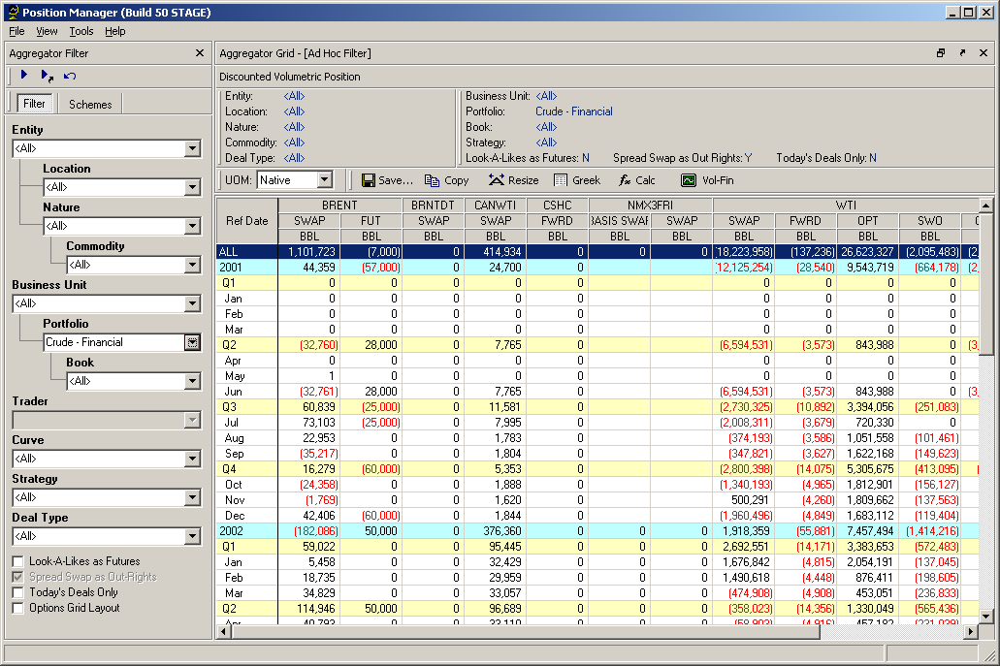 Position Manager (Build 50 STAGE)
File View Tools Help
Aggregator Filter
Filter Schemes
Entity
<All>
Location
<All>
Nature
<All>
Commodity
<All>
Business Unit
<All>
Portfolio
Crude - Financial
Book
<All>
Trader
Curve
<All>
Strategy
<All>
Deal Type
<All>
Look-A-Likes as Futures
Spread Swap as Out-Rights
Today's Deals Only
Options Grid Layout
Aggregator Grid - [Ad Hoc Filter]
Discounted Volumetric Position
Entity: <All> Business Unit: <All>
Location: <All> Portfolio: Crude - Financial
Nature: <All> Book: <All>
Commodity: <All> Strategy: <All>
Deal Type: <All> Look-A-Likes as Futures: N Spread Swap as Out Rights: Y Today's Deals Only: N
UOM: Native Save... Copy Resize Greek fx Calc Vol-Fin
BRENT BRNTDT CANWTI CSHC NMX3FRI WTI
Ref Date SWAP FUT SWAP SWAP FWRD BASIS SWAP SWAP SWAP FWRD OPT SWO
BBL BBL BBL BBL BBL BBL BBL BBL BBL BBL BBL
ALL 1,101,723 (7,000) 0 414,934 0 0 0 (18,223,958) (137,236) 26,623,327 (2,095,483) (2
2001 44,359 (57,000) 0 24,700 0 (12,125,254) (28,540) 9,543,719 (664,178) (2
Q1 0 0 0 0 0 0 0 0 0
Jan 0 0 0 0 0 0 0 0 0
Feb 0 0 0 0 0 0 0 0 0
Mar 0 0 0 0 0 0 0 0 0
Q2 (32,760) 28,000 0 7,765 0 (6,594,531) (3,573) 843,988 0 (3
Apr 0 0 0 0 0 0 0 0 0
May 1 0 0 0 0 0 0 0 0
Jun (32,761) 28,000 0 7,765 0 (6,594,531) (3,573) 843,988 0 (3
Q3 60,839 (25,000) 0 11,581 0 (2,730,325) (10,892) 3,394,056 (251,083)
Jul 73,103 (25,000) 0 7,995 0 (2,008,311) (3,679) 720,330 0
Aug 22,953 0 0 1,783 0 (374,193) (3,586) 1,051,558 (101,461)
Sep (35,217) 0 0 1,804 0 (347,821) (3,627) 1,622,168 (149,623)
Q4 16,279 (60,000) 0 5,353 0 (2,800,398) (14,075) 5,305,675 (413,095) (
Oct (24,358) 0 0 1,888 0 (1,340,193) (4,965) 1,812,901 (156,127)
Nov (1,769) 0 0 1,620 0 500,291 (4,260) 1,809,662 (137,563)
Dec 42,406 (60,000) 0 1,844 0 (1,960,496) (4,849) 1,683,112 (119,404)
2002 (182,086) 50,000 0 376,360 0 0 0 1,918,359 (55,881) 7,457,494 (1,414,216)
Q1 59,022 0 0 95,445 0 0 0 2,692,551 (14,171) 3,383,653 (572,483)
Jan 5,458 0 0 32,429 0 0 0 1,676,842 (4,815) 2,054,191 (137,045)
Feb 18,735 0 0 29,959 0 0 0 1,490,618 (4,448) 876,411 (198,605)
Mar 34,829 0 0 33,057 0 0 0 (474,908) (4,908) 453,051 (236,833)
Q2 114,946 50,000 0 96,689 0 0 0 (358,023) (14,356) 1,330,049 (565,436)